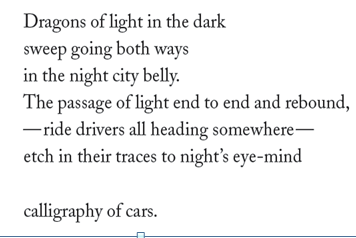 Dragons of light in the dark
sweep going both ways
in the night city belly.
The passage of light end to end and rebound,
—ride drivers all heading somewhere—
etch in their traces to night’s eye-mind
calligraphy of cars.